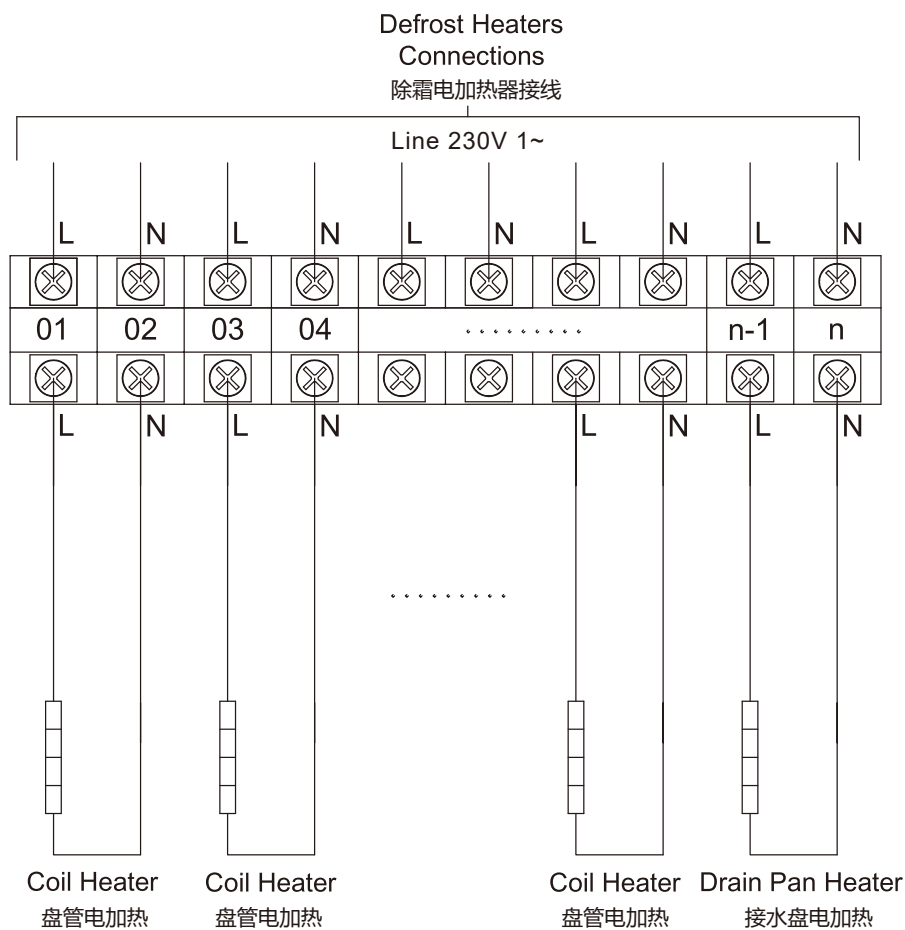 Defrost Heaters
Connections
除霜电加热器接线
Line 230V 1~
L N L N L N L N L N
01 02 03 04 ......... n-1 n
L N L N L N L N
.........
Coil Heater Coil Heater Coil Heater Drain Pan Heater
盘管电加热 盘管电加热 盘管电加热 接水盘电加热